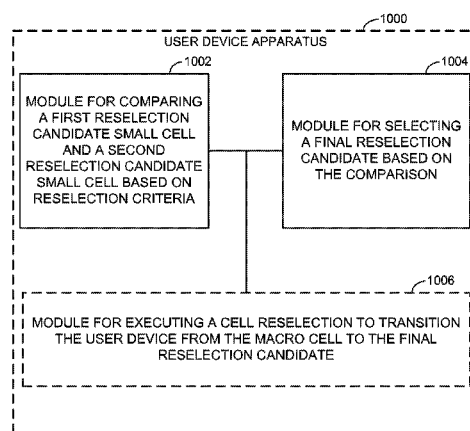 1000
USER DEVICE APPARATUS
1002
MODULE FOR COMPARING
A FIRST RESELECTION
CANDIDATE SMALL CELL
AND A SECOND
RESELECTION CANDIDATE
SMALL CELL BASED ON
RESELECTION CRITERIA
1004
MODULE FOR SELECTING
A FINAL RESELECTION
CANDIDATE BASED ON
THE COMPARISON
1006
MODULE FOR EXECUTING A CELL RESELECTION TO TRANSITION
THE USER DEVICE FROM THE MACRO CELL TO THE FINAL
RESELECTION CANDIDATE